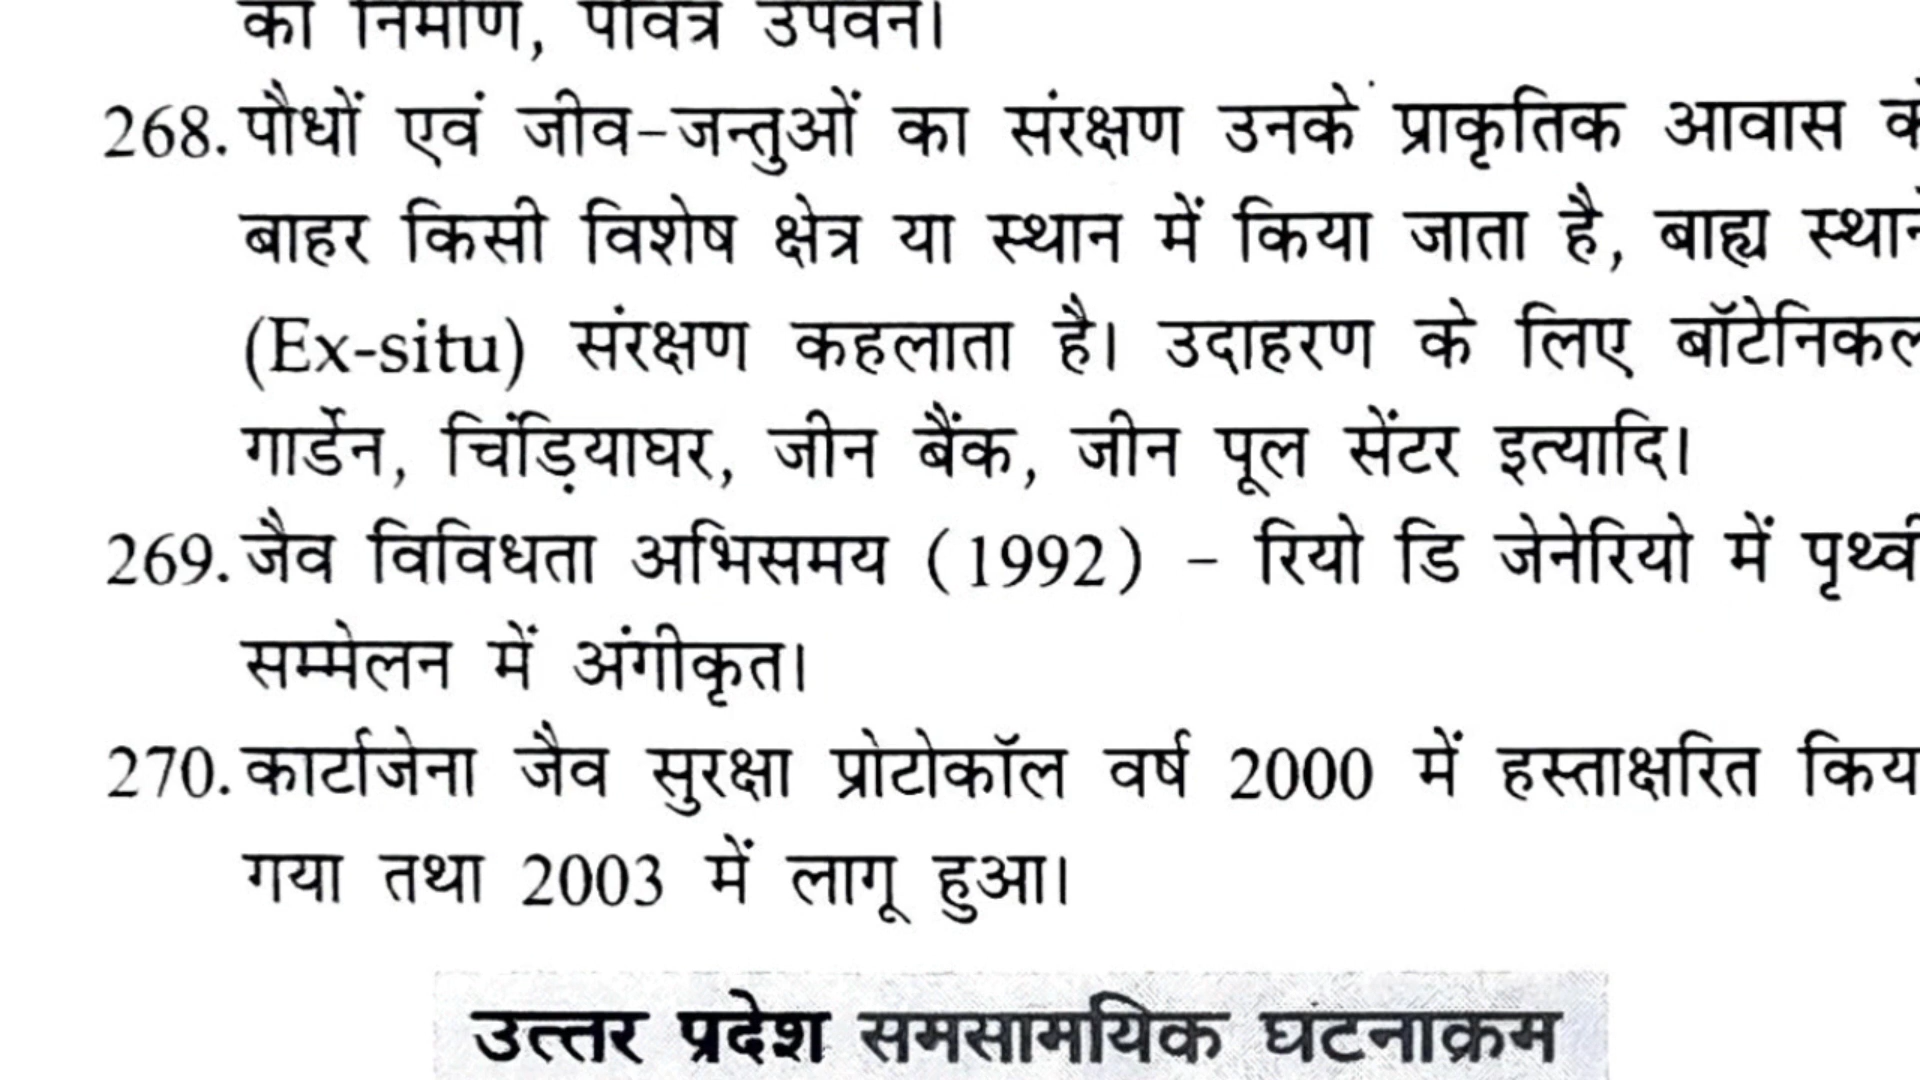 का निर्माण, पवित्र उपवन।
268. पौधों एवं जीव-जन्तुओं का संरक्षण उनके प्राकृतिक आवास के
बाहर किसी विशेष क्षेत्र या स्थान में किया जाता है, बाह्य स्थाने
(Ex-situ) संरक्षण कहलाता है। उदाहरण के लिए बॉटेनिकल
गार्डेन, चिंड़ियाघर, जीन बैंक, जीन पूल सेंटर इत्यादि।
269. जैव विविधता अभिसमय (1992) - रियो डि जेनेरियो में पृथ्वी
सम्मेलन में अंगीकृत।
270. कार्टाजेना जैव सुरक्षा प्रोटोकॉल वर्ष 2000 में हस्ताक्षरित किय
गया तथा 2003 में लागू हुआ।
उत्तर प्रदेश समसामयिक घटनाक्रम